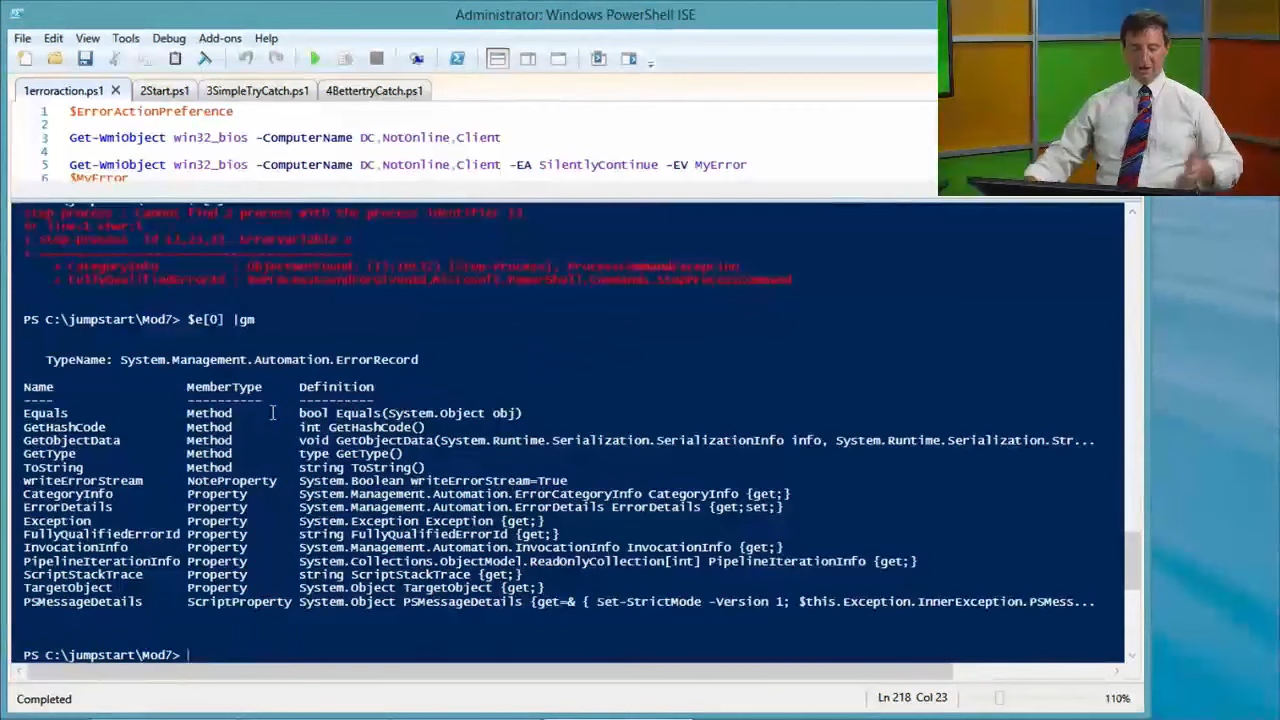 Administrator: Windows PowerShell ISE
File Edit View Tools Debug Add-ons Help
1erroraction.ps1 2Start.ps1 3SimpleTryCatch.ps1 4BettertryCatch.ps1
1 $ErrorActionPreference
2
3 Get-WmiObject win32_bios -ComputerName DC,NotOnline,Client
4
5 Get-WmiObject win32_bios -ComputerName DC,NotOnline,Client -EA SilentlyContinue -EV MyError
6 $MyError
Cannot find a process with the process identifier
PS C:\jumpstart\Mod7> $e[0] |gm
TypeName: System.Management.Automation.ErrorRecord
Name MemberType Definition
---- ---------- ----------
Equals Method bool Equals(System.Object obj)
GetHashCode Method int GetHashCode()
GetObjectData Method void GetObjectData(System.Runtime.Serialization.SerializationInfo info, System.Runtime.Serialization.Str...
GetType Method type GetType()
ToString Method string ToString()
writeErrorStream NoteProperty System.Boolean writeErrorStream=True
CategoryInfo Property System.Management.Automation.ErrorCategoryInfo CategoryInfo {get;}
ErrorDetails Property System.Management.Automation.ErrorDetails ErrorDetails {get;set;}
Exception Property System.Exception Exception {get;}
FullyQualifiedErrorId Property string FullyQualifiedErrorId {get;}
InvocationInfo Property System.Management.Automation.InvocationInfo InvocationInfo {get;}
PipelineIterationInfo Property System.Collections.ObjectModel.ReadOnlyCollection[int] PipelineIterationInfo {get;}
ScriptStackTrace Property string ScriptStackTrace {get;}
TargetObject Property System.Object TargetObject {get;}
PSMessageDetails ScriptProperty System.Object PSMessageDetails {get=& { Set-StrictMode -Version 1; $this.Exception.InnerException.PSMess...
PS C:\jumpstart\Mod7>
Completed Ln 218 Col 23 110%